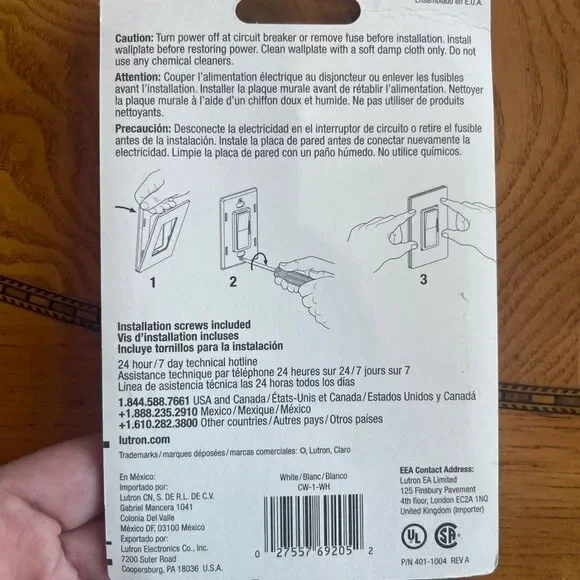 Ensamblado en E.U.A.
Caution: Turn power off at circuit breaker or remove fuse before installation. Install
wallplate before restoring power. Clean wallplate with a soft damp cloth only. Do not
use any chemical cleaners.
Attention: Couper l'alimentation électrique au disjoncteur ou enlever les fusibles
avant l'installation. Installer la plaque murale avant de rétablir l'alimentation. Nettoyer
la plaque murale à l'aide d'un chiffon doux et humide. Ne pas utiliser de produits
nettoyants.
Precaución: Desconecte la electricidad en el interruptor de circuito o retire el fusible
antes de la instalación. Instale la placa de pared antes de conectar nuevamente la
electricidad. Limpie la placa de pared con un paño húmedo. No utilice químicos.
1
2
3
Installation screws included
Vis d'installation incluses
Incluye tornillos para la instalación
24 hour/7 day technical hotline
Assistance technique par téléphone 24 heures sur 24/7 jours sur 7
Línea de asistencia técnica las 24 horas todos los días
1.844.588.7661 USA and Canada/États-Unis et Canada/Estados Unidos y Canadá
+1.888.235.2910 Mexico/Mexique/México
+1.610.282.3800 Other countries/Autres pays/Otros países
lutron.com
Trademarks/marques déposées/marcas comerciales: Lutron, Claro
En México:
Importado por:
Lutron CN, S. DE R.L. DE C.V.
Gabriel Mancera 1041
Colonia Del Valle
México DF, 03100 México
Exportado por:
Lutron Electronics Co., Inc.
7200 Suter Road
Coopersburg, PA 18036 U.S.A.
White/Blanc/Blanco
CW-1-WH
0 27557 69205 2
EEA Contact Address:
Lutron EA Limited
125 Finsbury Pavement
4th floor, London EC2A 1NQ
United Kingdom (Importer)
UL SA
P/N 401-1004 REV A